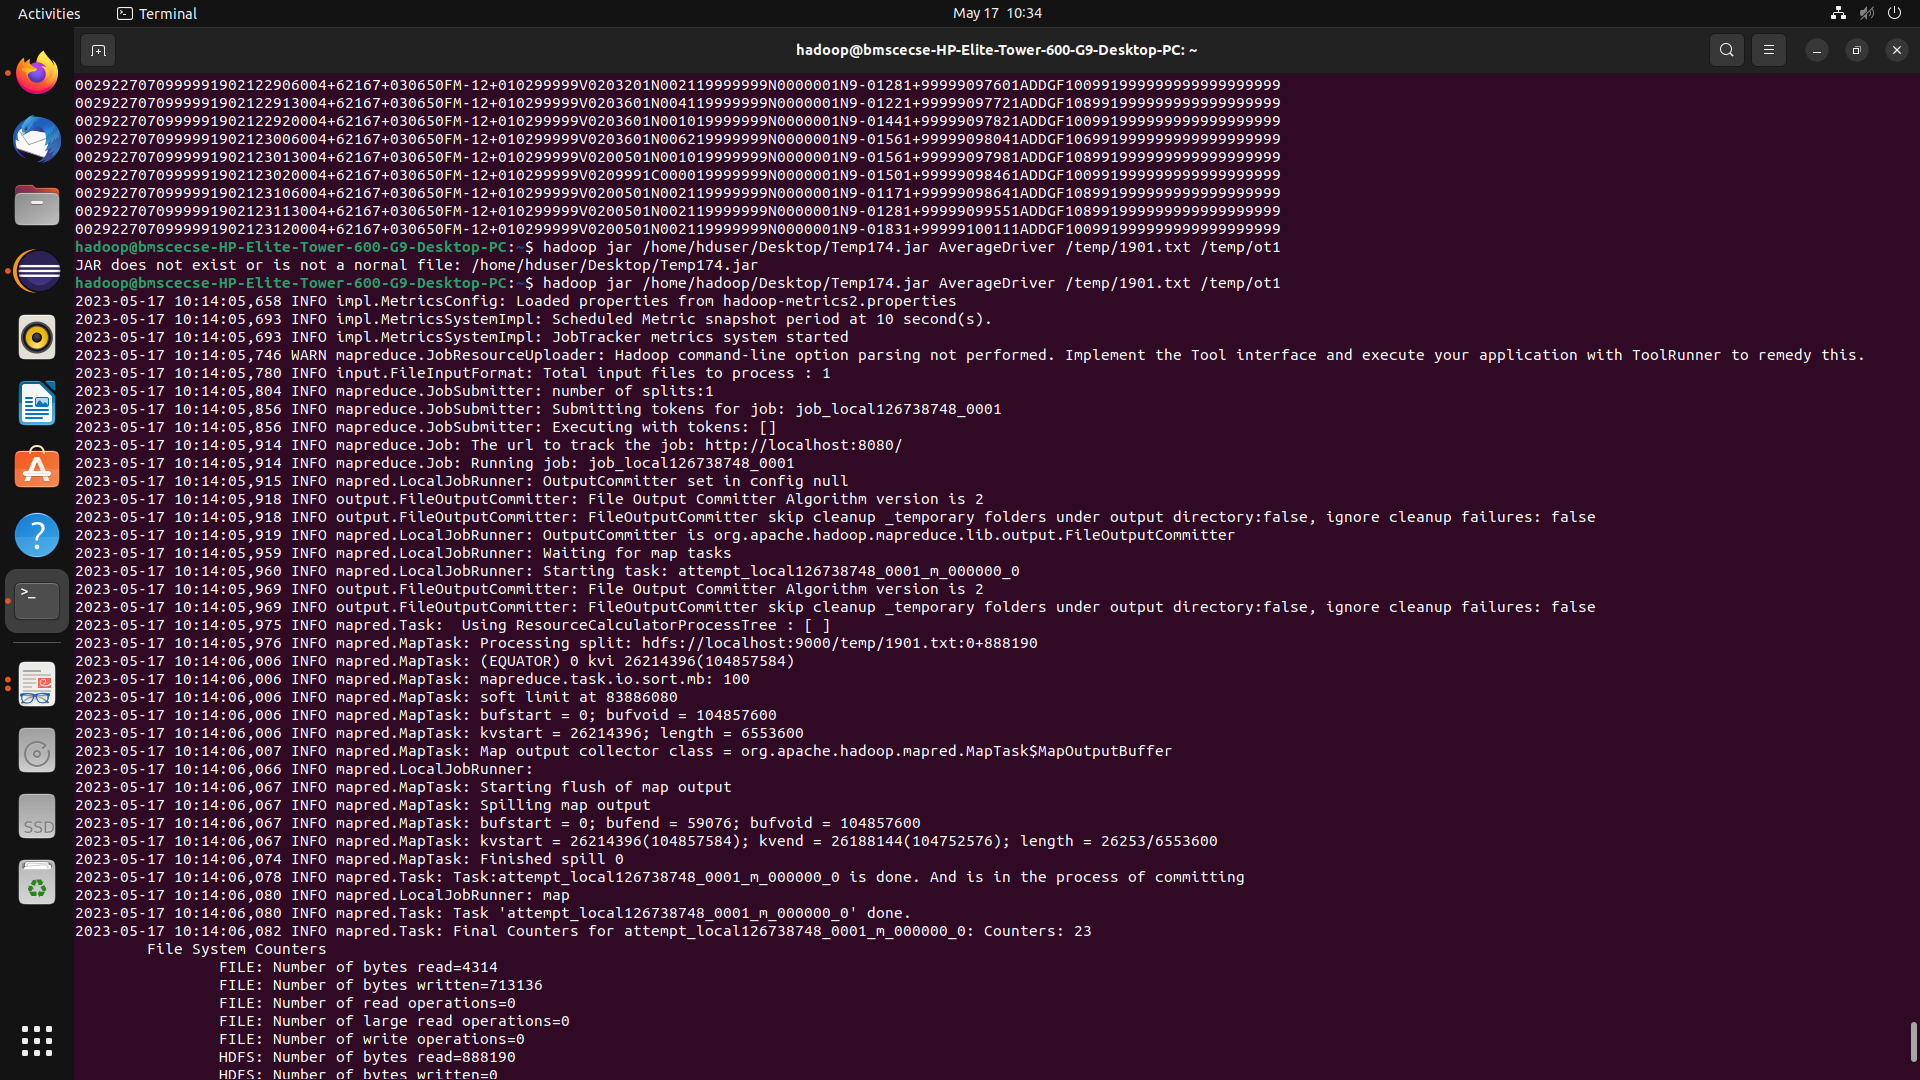 Activities
Terminal
May 17 10:34
hadoop@bmscecse-HP-Elite-Tower-600-G9-Desktop-PC: ~
0029227070999991902122906004+62167+030650FM-12+010299999V0203201N002119999999N0000001N9-01281+99999097601ADDGF100991999999999999999999
0029227070999991902122913004+62167+030650FM-12+010299999V0203601N004119999999N0000001N9-01221+99999097721ADDGF108991999999999999999999
0029227070999991902122920004+62167+030650FM-12+010299999V0203601N001019999999N0000001N9-01441+99999097821ADDGF100991999999999999999999
0029227070999991902123006004+62167+030650FM-12+010299999V0203601N006219999999N0000001N9-01561+99999098041ADDGF106991999999999999999999
0029227070999991902123013004+62167+030650FM-12+010299999V0200501N001019999999N0000001N9-01561+99999097981ADDGF108991999999999999999999
0029227070999991902123020004+62167+030650FM-12+010299999V0209991C000019999999N0000001N9-01501+99999098461ADDGF100991999999999999999999
0029227070999991902123106004+62167+030650FM-12+010299999V0200501N002119999999N0000001N9-01171+99999098641ADDGF108991999999999999999999
0029227070999991902123113004+62167+030650FM-12+010299999V0200501N002119999999N0000001N9-01281+99999099551ADDGF108991999999999999999999
0029227070999991902123120004+62167+030650FM-12+010299999V0200501N002119999999N0000001N9-01831+99999100111ADDGF100991999999999999999999
hadoop@bmscecse-HP-Elite-Tower-600-G9-Desktop-PC:~$ hadoop jar /home/hduser/Desktop/Temp174.jar AverageDriver /temp/1901.txt /temp/ot1
JAR does not exist or is not a normal file: /home/hduser/Desktop/Temp174.jar
hadoop@bmscecse-HP-Elite-Tower-600-G9-Desktop-PC:~$ hadoop jar /home/hadoop/Desktop/Temp174.jar AverageDriver /temp/1901.txt /temp/ot1
2023-05-17 10:14:05,658 INFO impl.MetricsConfig: Loaded properties from hadoop-metrics2.properties
2023-05-17 10:14:05,693 INFO impl.MetricsSystemImpl: Scheduled Metric snapshot period at 10 second(s).
2023-05-17 10:14:05,693 INFO impl.MetricsSystemImpl: JobTracker metrics system started
2023-05-17 10:14:05,746 WARN mapreduce.JobResourceUploader: Hadoop command-line option parsing not performed. Implement the Tool interface and execute your application with ToolRunner to remedy this.
2023-05-17 10:14:05,780 INFO input.FileInputFormat: Total input files to process : 1
2023-05-17 10:14:05,804 INFO mapreduce.JobSubmitter: number of splits:1
2023-05-17 10:14:05,856 INFO mapreduce.JobSubmitter: Submitting tokens for job: job_local126738748_0001
2023-05-17 10:14:05,856 INFO mapreduce.JobSubmitter: Executing with tokens: []
2023-05-17 10:14:05,914 INFO mapreduce.Job: The url to track the job: http://localhost:8080/
2023-05-17 10:14:05,914 INFO mapreduce.Job: Running job: job_local126738748_0001
2023-05-17 10:14:05,915 INFO mapred.LocalJobRunner: OutputCommitter set in config null
2023-05-17 10:14:05,918 INFO output.FileOutputCommitter: File Output Committer Algorithm version is 2
2023-05-17 10:14:05,918 INFO output.FileOutputCommitter: FileOutputCommitter skip cleanup _temporary folders under output directory:false, ignore cleanup failures: false
2023-05-17 10:14:05,919 INFO mapred.LocalJobRunner: OutputCommitter is org.apache.hadoop.mapreduce.lib.output.FileOutputCommitter
2023-05-17 10:14:05,959 INFO mapred.LocalJobRunner: Waiting for map tasks
2023-05-17 10:14:05,960 INFO mapred.LocalJobRunner: Starting task: attempt_local126738748_0001_m_000000_0
2023-05-17 10:14:05,969 INFO output.FileOutputCommitter: File Output Committer Algorithm version is 2
2023-05-17 10:14:05,969 INFO output.FileOutputCommitter: FileOutputCommitter skip cleanup _temporary folders under output directory:false, ignore cleanup failures: false
2023-05-17 10:14:05,975 INFO mapred.Task:  Using ResourceCalculatorProcessTree : [ ]
2023-05-17 10:14:05,976 INFO mapred.MapTask: Processing split: hdfs://localhost:9000/temp/1901.txt:0+888190
2023-05-17 10:14:06,006 INFO mapred.MapTask: (EQUATOR) 0 kvi 26214396(104857584)
2023-05-17 10:14:06,006 INFO mapred.MapTask: mapreduce.task.io.sort.mb: 100
2023-05-17 10:14:06,006 INFO mapred.MapTask: soft limit at 83886080
2023-05-17 10:14:06,006 INFO mapred.MapTask: bufstart = 0; bufvoid = 104857600
2023-05-17 10:14:06,006 INFO mapred.MapTask: kvstart = 26214396; length = 6553600
2023-05-17 10:14:06,007 INFO mapred.MapTask: Map output collector class = org.apache.hadoop.mapred.MapTask$MapOutputBuffer
2023-05-17 10:14:06,066 INFO mapred.LocalJobRunner:
2023-05-17 10:14:06,067 INFO mapred.MapTask: Starting flush of map output
2023-05-17 10:14:06,067 INFO mapred.MapTask: Spilling map output
2023-05-17 10:14:06,067 INFO mapred.MapTask: bufstart = 0; bufend = 59076; bufvoid = 104857600
2023-05-17 10:14:06,067 INFO mapred.MapTask: kvstart = 26214396(104857584); kvend = 26188144(104752576); length = 26253/6553600
2023-05-17 10:14:06,074 INFO mapred.MapTask: Finished spill 0
2023-05-17 10:14:06,078 INFO mapred.Task: Task:attempt_local126738748_0001_m_000000_0 is done. And is in the process of committing
2023-05-17 10:14:06,080 INFO mapred.LocalJobRunner: map
2023-05-17 10:14:06,080 INFO mapred.Task: Task 'attempt_local126738748_0001_m_000000_0' done.
2023-05-17 10:14:06,082 INFO mapred.Task: Final Counters for attempt_local126738748_0001_m_000000_0: Counters: 23
File System Counters
FILE: Number of bytes read=4314
FILE: Number of bytes written=713136
FILE: Number of read operations=0
FILE: Number of large read operations=0
FILE: Number of write operations=0
HDFS: Number of bytes read=888190
HDFS: Number of bytes written=0
SSD